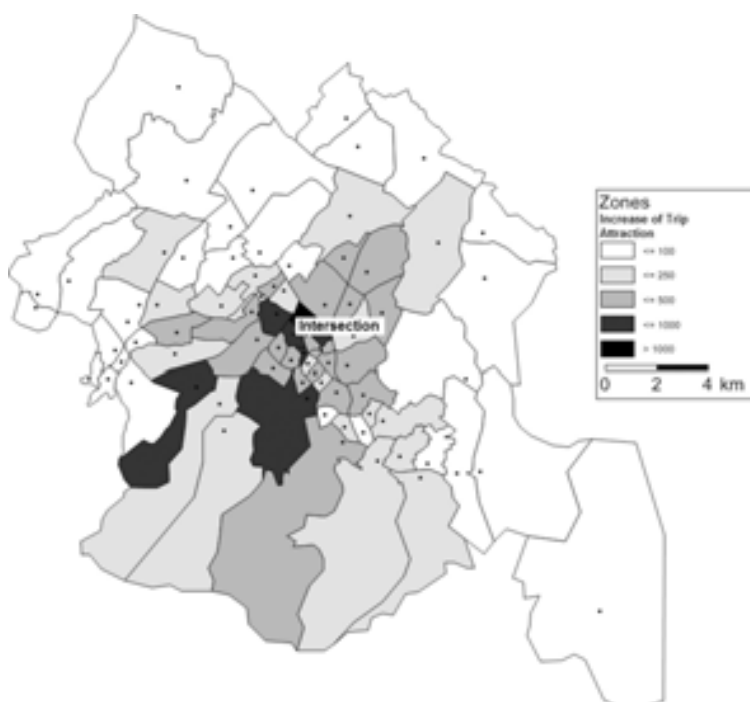 Intersection
Zones
Increase of Trip
Attraction
<= 100
<= 250
<= 500
<= 1000
> 1000
0 2 4 km